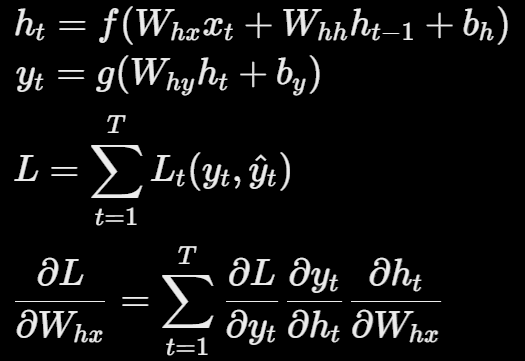 h_t = f(W_{hx}x_t + W_{hh}h_{t-1} + b_h)
y_t = g(W_{hy}h_t + b_y)
L = \sum_{t=1}^{T} L_t(y_t, \hat{y}_t)
\frac{\partial L}{\partial W_{hx}} = \sum_{t=1}^{T} \frac{\partial L}{\partial y_t} \frac{\partial y_t}{\partial h_t} \frac{\partial h_t}{\partial W_{hx}}